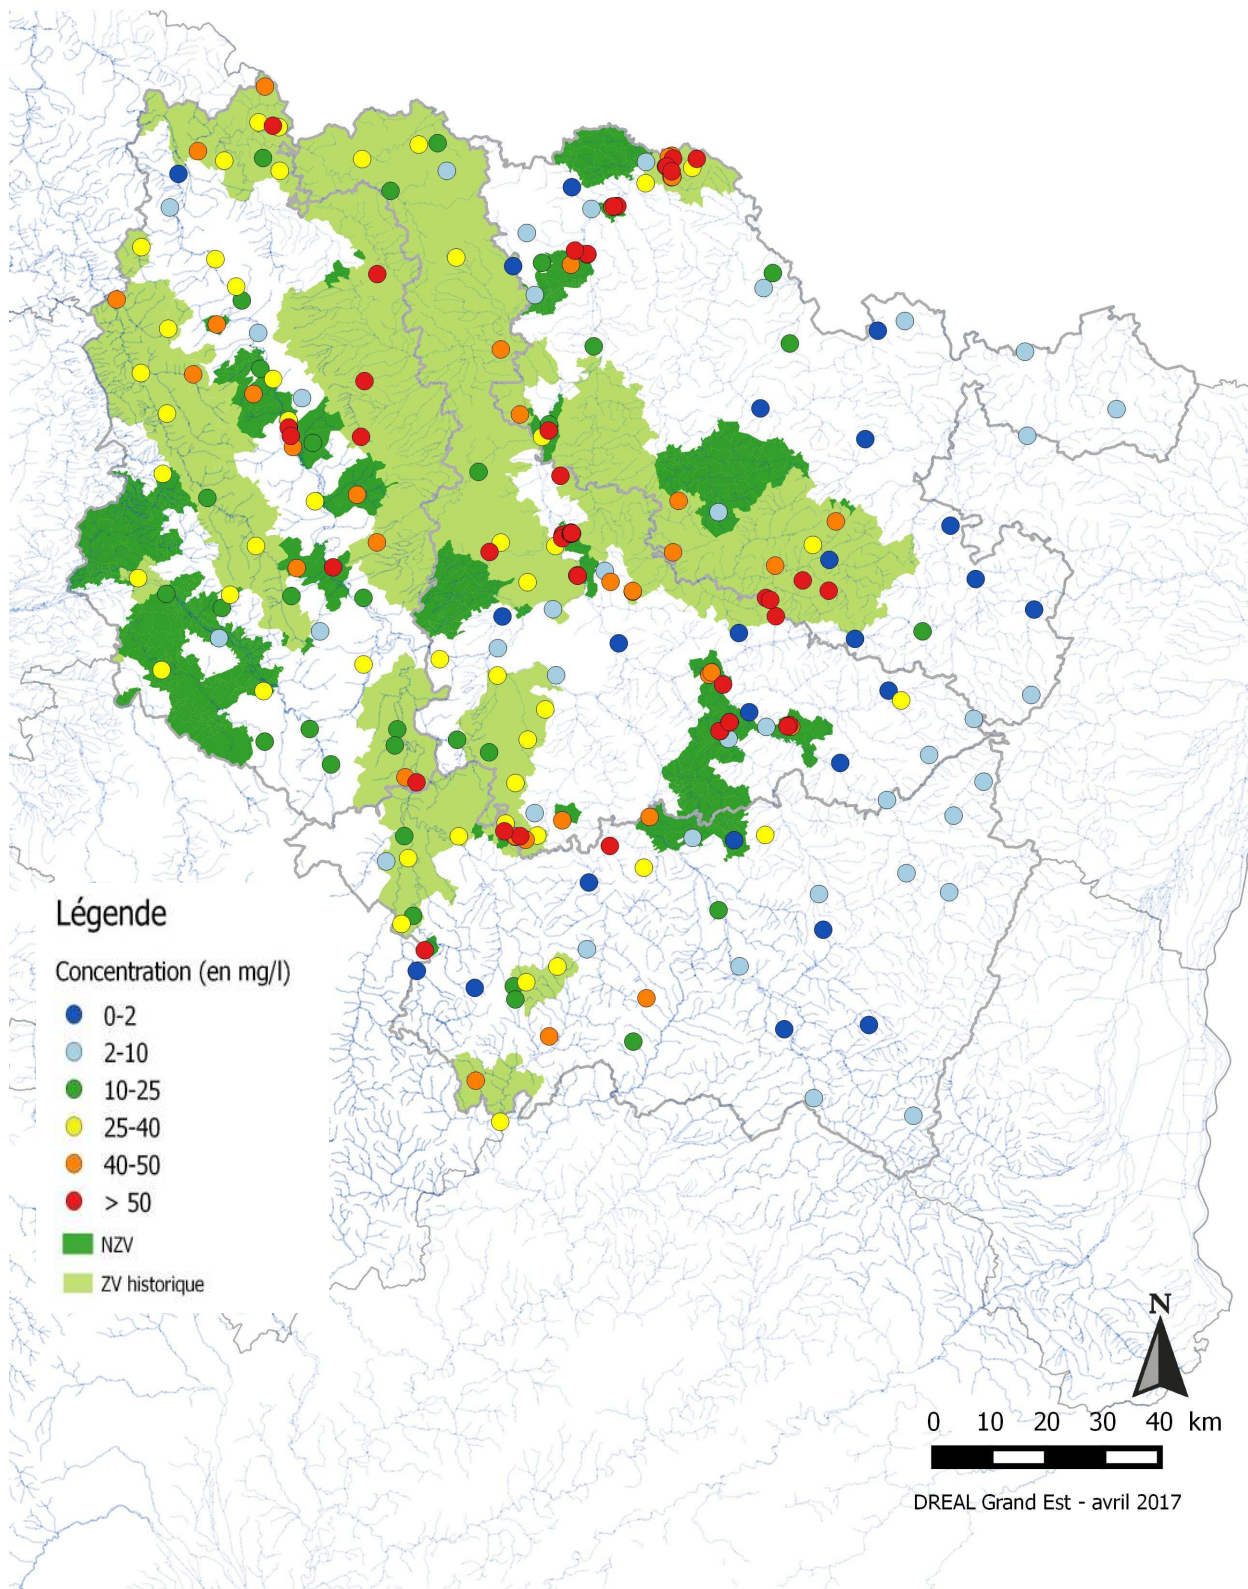 Légende
Concentration (en mg/l)
0-2
2-10
10-25
25-40
40-50
> 50
NZV
ZV historique
N
0 10 20 30 40 km
DREAL Grand Est - avril 2017